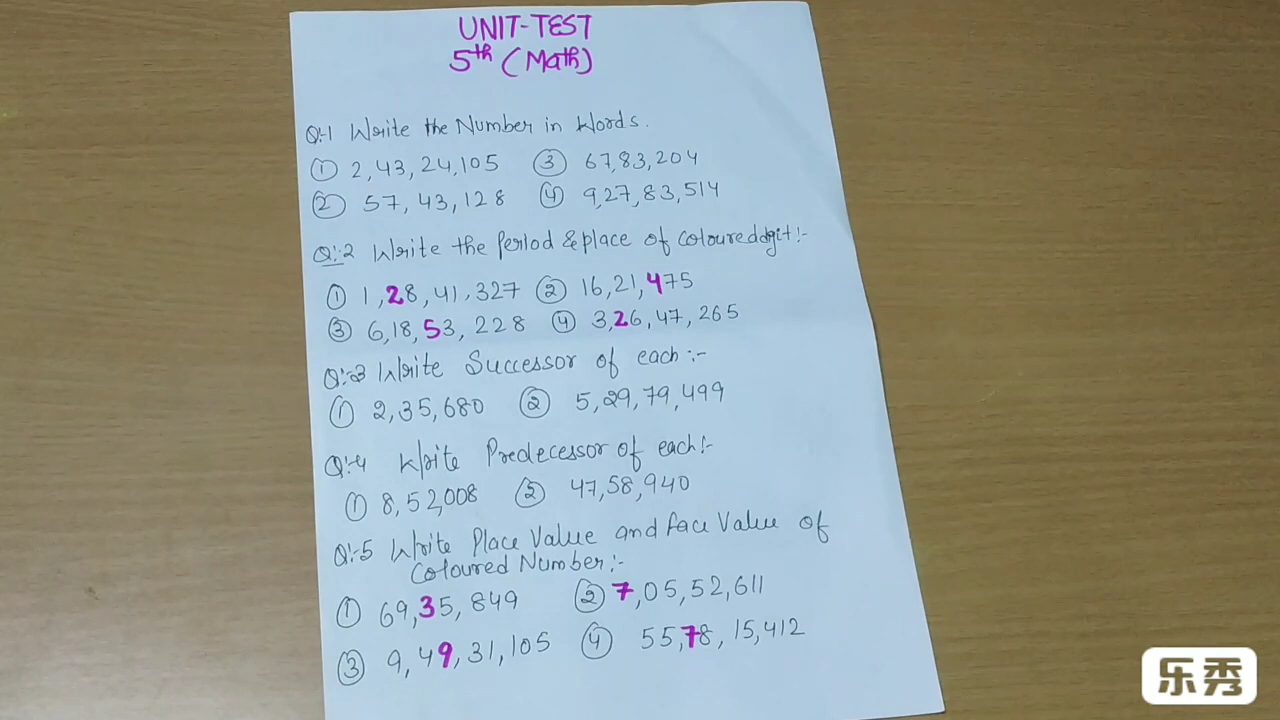 UNIT-TEST
5th (Math)
Q:-1 Write the Number in Words.
① 2,43,24,105 ③ 67,83,204
② 57,43,128 ④ 9,27,83,514
Q:-2 Write the Period & place of coloured digit:-
① 1,28,41,327 ② 16,21,475
③ 6,18,53,228 ④ 3,26,47,265
Q:-3 Write Successor of each:-
① 2,35,680 ② 5,29,79,499
Q:-4 Write Predecessor of each:-
① 8,52,008 ② 47,58,940
Q:-5 Write Place Value and Face Value of
Coloured Number:-
① 69,35,849 ② 7,05,52,611
③ 9,49,31,105 ④ 55,78,15,412
乐秀